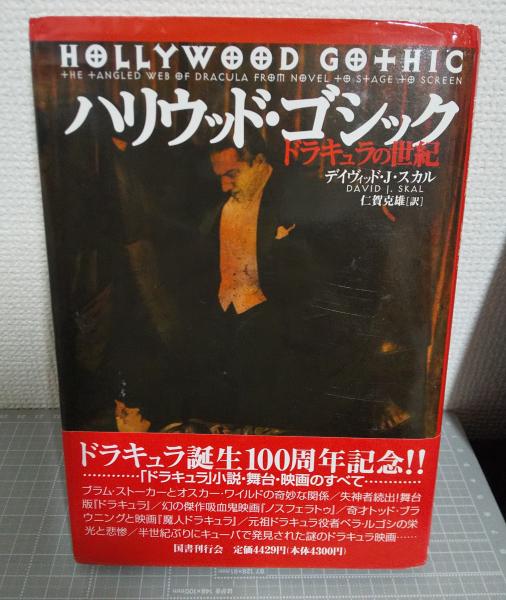 HOLLYWOOD GOTHIC
THE TANGLED WEB OF DRACULA FROM NOVEL TO STAGE TO SCREEN
ハリウッド・ゴシック
ドラキュラの世紀
デイヴィッド・J・スカル
DAVID J. SKAL
仁賀克雄[訳]
ドラキュラ誕生100周年記念!!
…………「ドラキュラ」小説・舞台・映画のすべて…………
ブラム・ストーカーとオスカー・ワイルドの奇妙な関係/失神者続出!舞台
版『ドラキュラ』/幻の傑作吸血鬼映画『ノスフェラトゥ』/奇才トッド・ブラ
ウニングと映画『魔人ドラキュラ』/元祖ドラキュラ役者ベラ・ルゴシの栄
光と悲惨/半世紀ぶりにキューバで発見された謎のドラキュラ映画……
国書刊行会 定価4429円(本体4300円)